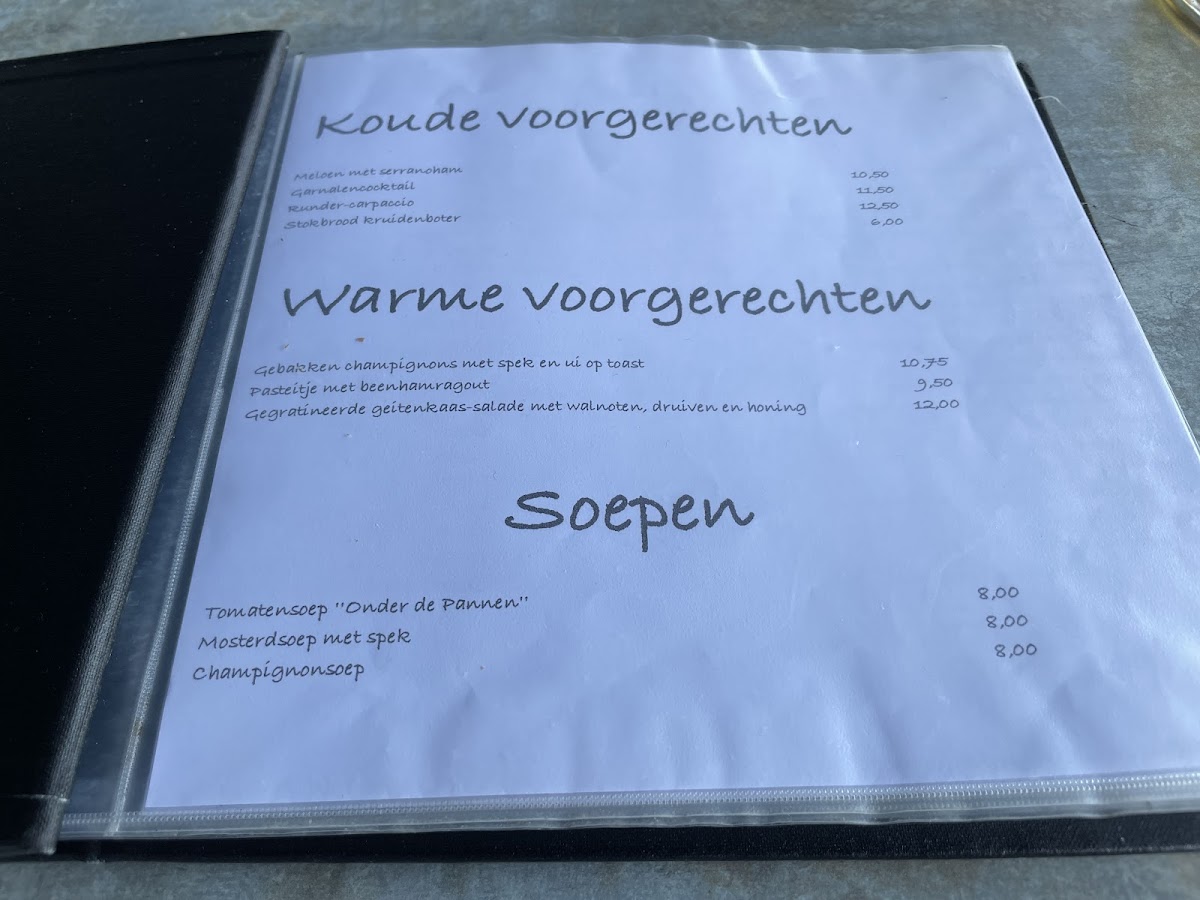 Koude voorgerechten
Meloen met serranoham 10,50
Garnalencocktail 11,50
Runder-carpaccio 12,50
Stokbrood kruidenboter 6,00
Warme voorgerechten
Gebakken champignons met spek en ui op toast 10,75
Pasteitje met beenhamragout 9,50
Gegratineerde geitenkaas-salade met walnoten, druiven en honing 12,00
Soepen
Tomatensoep "Onder de Pannen" 8,00
Mosterdsoep met spek 8,00
Champignonsoep 8,00